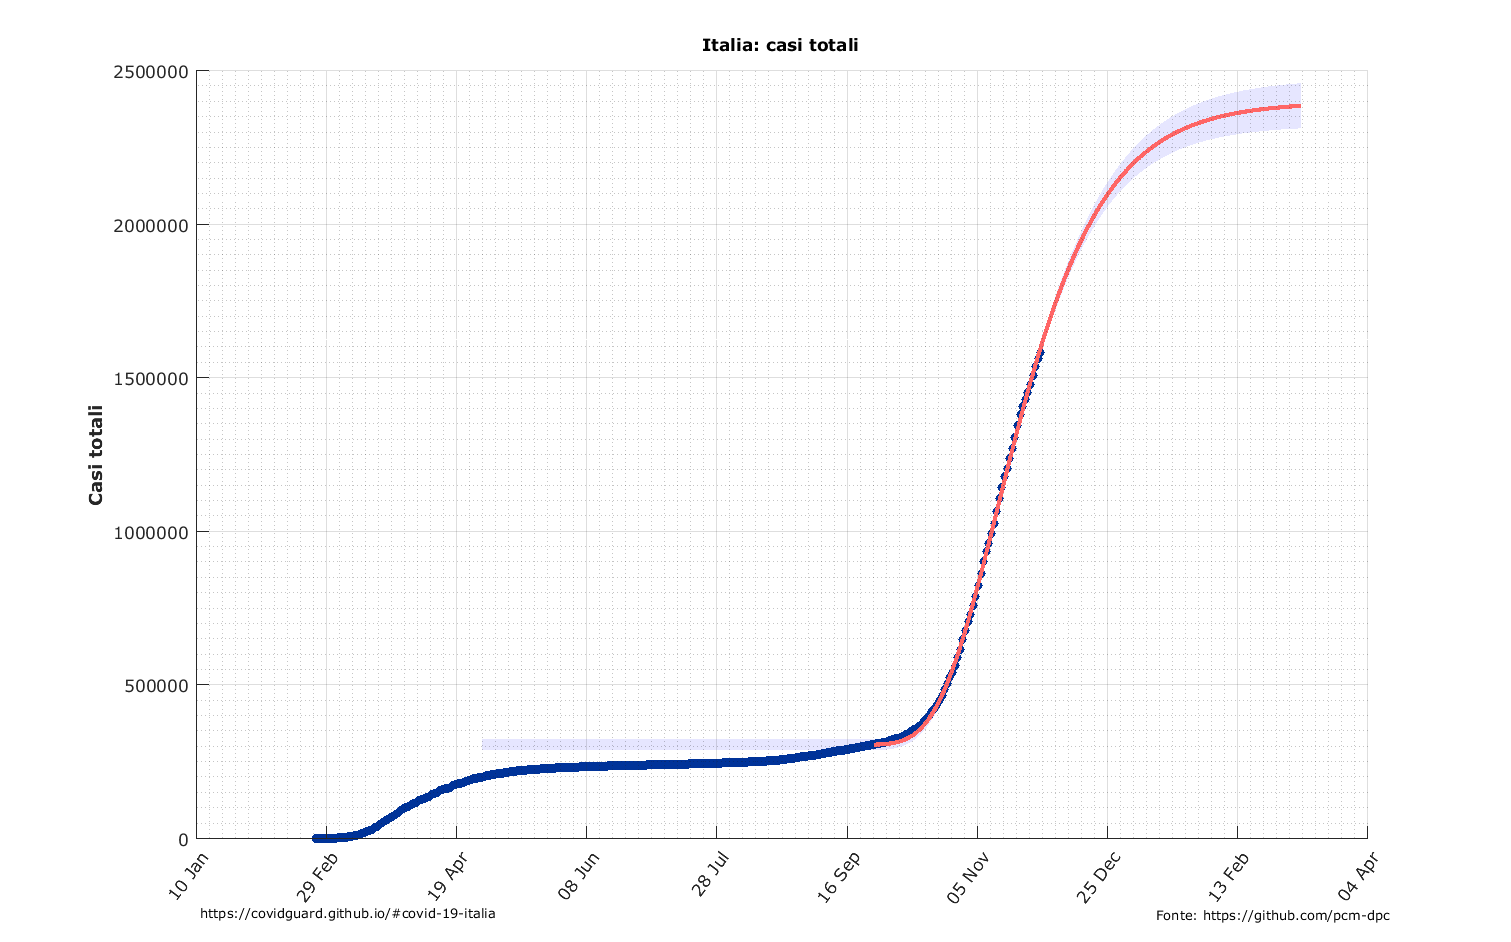 Italia: casi totali
2500000
2000000
1500000
1000000
500000
0
Casi totali
10 Jan
29 Feb
19 Apr
08 Jun
28 Jul
16 Sep
05 Nov
25 Dec
13 Feb
04 Apr
https://covidguard.github.io/#covid-19-italia
Fonte: https://github.com/pcm-dpc